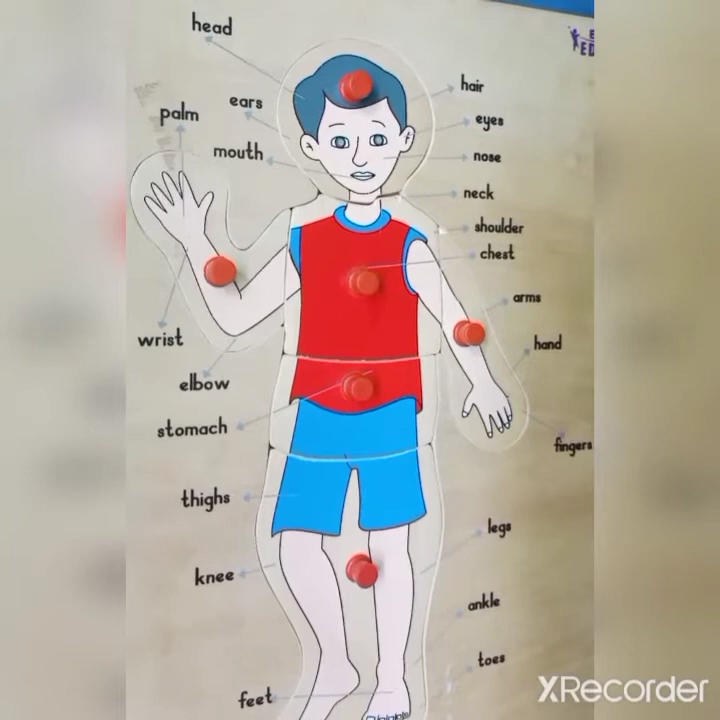 head
hair
ears
palm
eyes
mouth
nose
neck
shoulder
chest
arms
wrist
hand
elbow
stomach
fingers
thighs
legs
knee
ankle
toes
feet
XRecorder